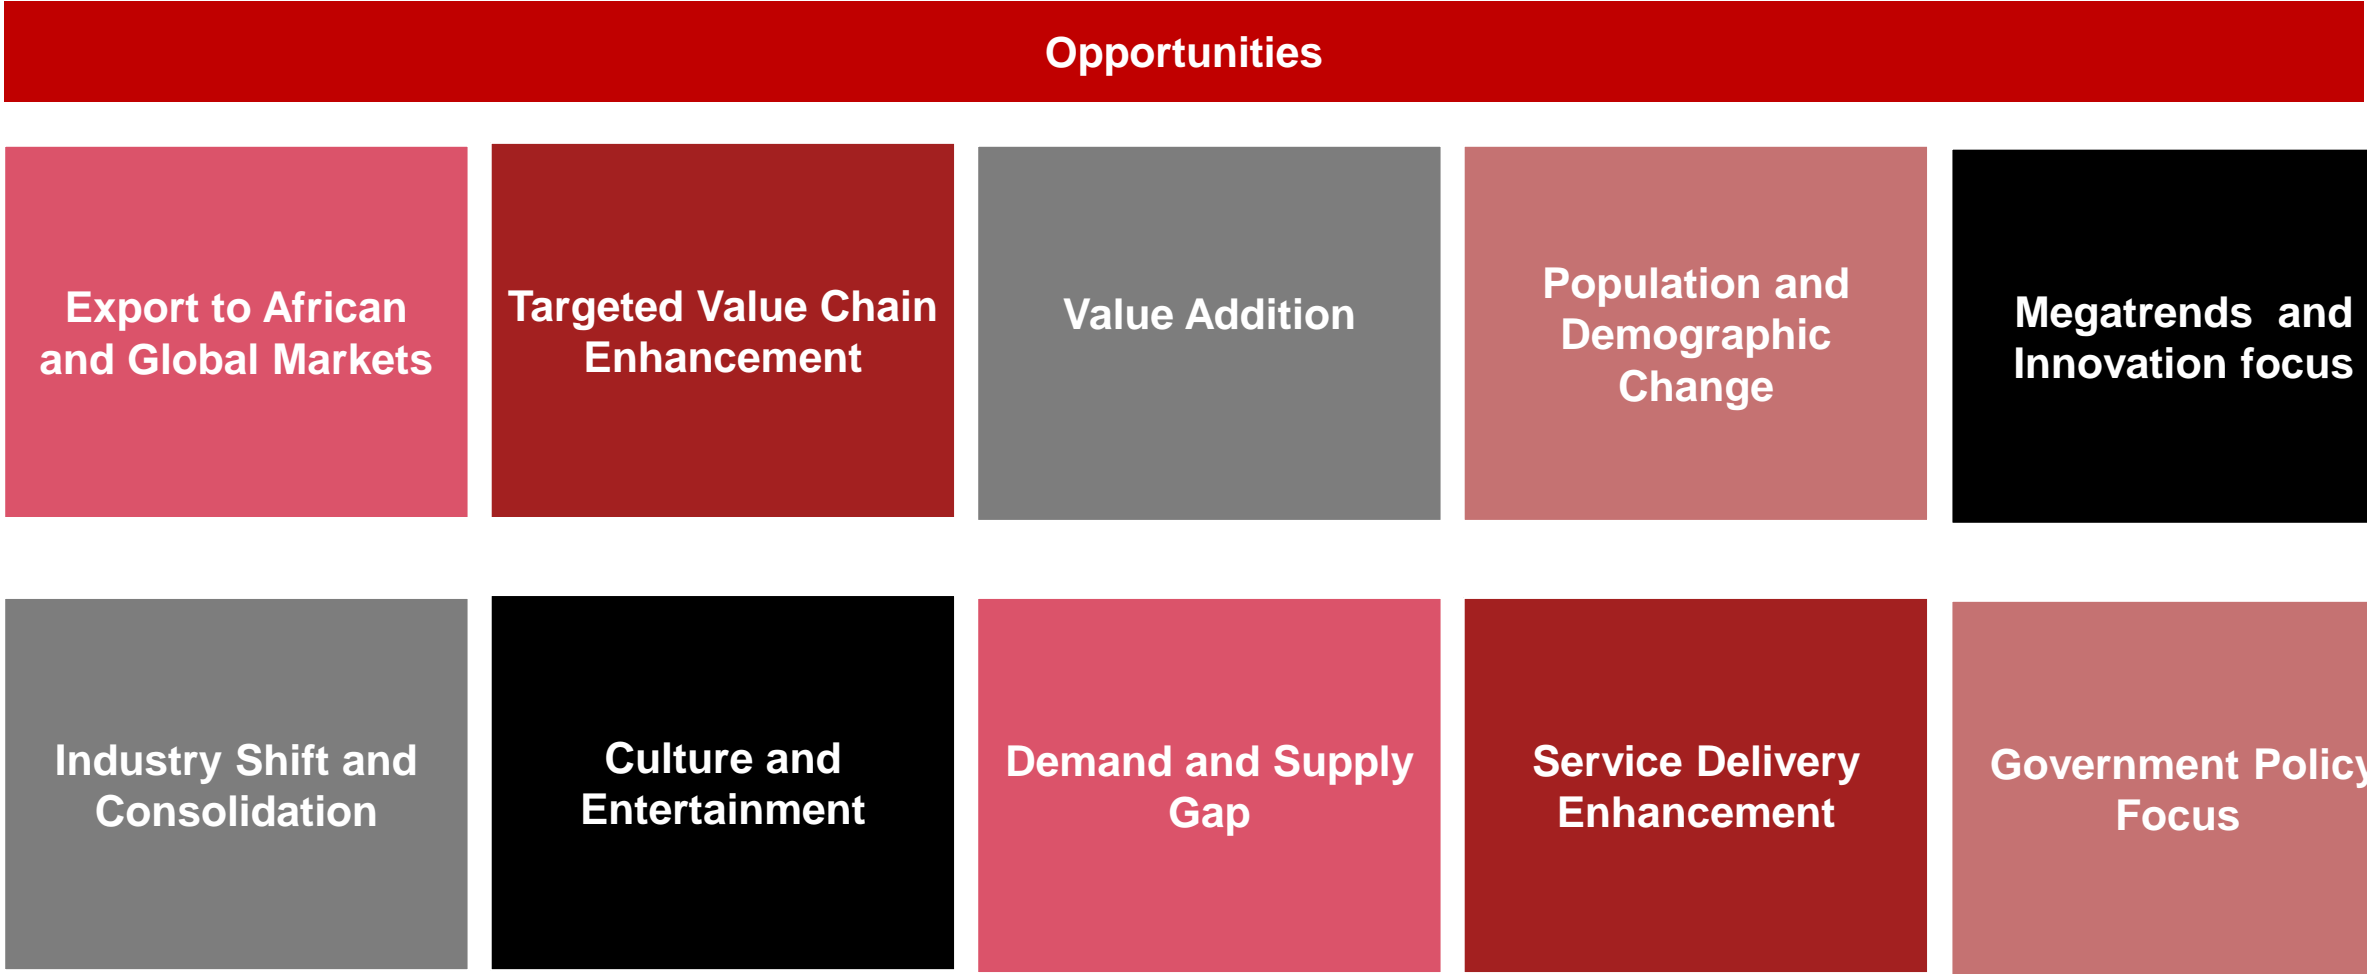 Opportunities
Export to African
and Global Markets
Targeted Value Chain
Enhancement
Value Addition
Population and
Demographic
Change
Megatrends  and
Innovation focus
Industry Shift and
Consolidation
Culture and
Entertainment
Demand and Supply
Gap
Service Delivery
Enhancement
Government Policy
Focus